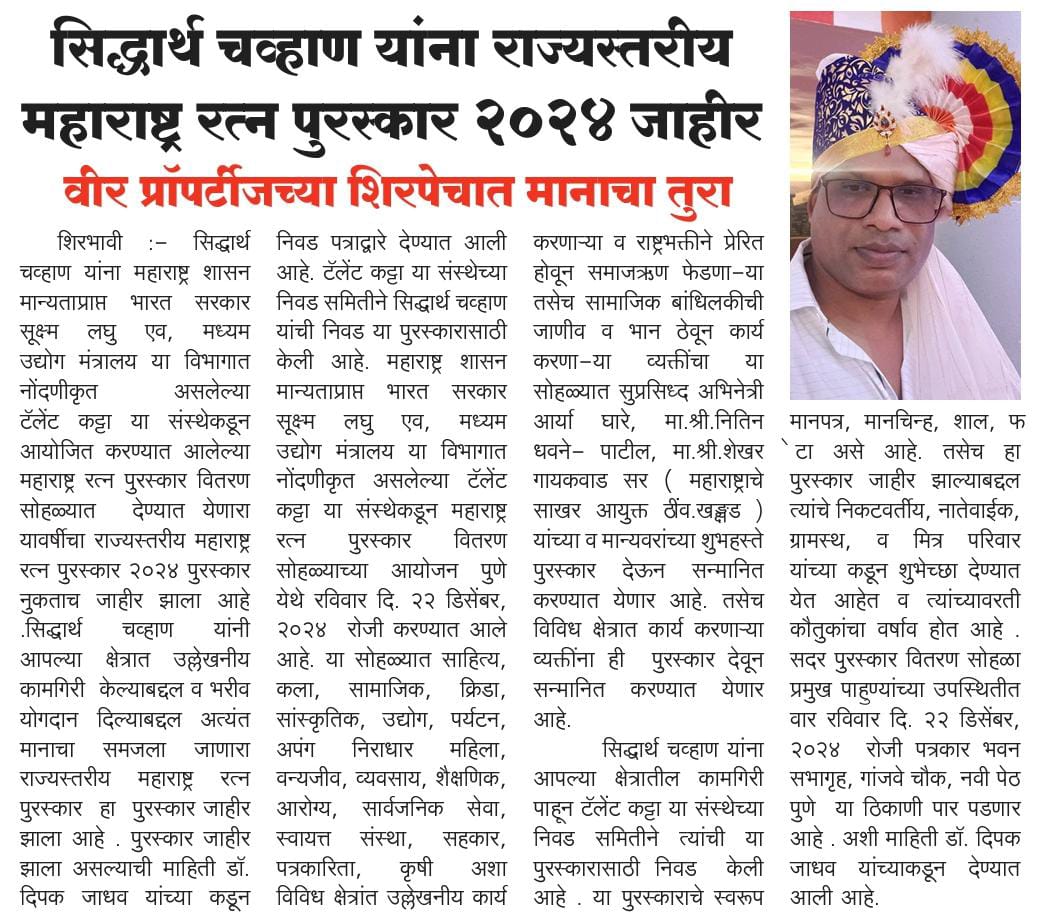 सिद्धार्थ चव्हाण यांना राज्यस्तरीय
महाराष्ट्र रत्न पुरस्कार २०२४ जाहीर
वीर प्रॉपर्टीजच्या शिरपेचात मानाचा तुरा
शिरभावी :- सिद्धार्थ
चव्हाण यांना महाराष्ट्र शासन
मान्यताप्राप्त भारत सरकार
सूक्ष्म लघु एव, मध्यम
उद्योग मंत्रालय या विभागात
नोंदणीकृत असलेल्या
टॅलेंट कट्टा या संस्थेकडून
आयोजित करण्यात आलेल्या
महाराष्ट्र रत्न पुरस्कार वितरण
सोहळ्यात देण्यात येणारा
यावर्षीचा राज्यस्तरीय महाराष्ट्र
रत्न पुरस्कार २०२४ पुरस्कार
नुकताच जाहीर झाला आहे
.सिद्धार्थ चव्हाण यांनी
आपल्या क्षेत्रात उल्लेखनीय
कामगिरी केल्याबद्दल व भरीव
योगदान दिल्याबद्दल अत्यंत
मानाचा समजला जाणारा
राज्यस्तरीय महाराष्ट्र रत्न
पुरस्कार हा पुरस्कार जाहीर
झाला आहे . पुरस्कार जाहीर
झाला असल्याची माहिती डॉ.
दिपक जाधव यांच्या कडून
निवड पत्राद्वारे देण्यात आली
आहे. टॅलेंट कट्टा या संस्थेच्या
निवड समितीने सिद्धार्थ चव्हाण
यांची निवड या पुरस्कारासाठी
केली आहे. महाराष्ट्र शासन
मान्यताप्राप्त भारत सरकार
सूक्ष्म लघु एव, मध्यम
उद्योग मंत्रालय या विभागात
नोंदणीकृत असलेल्या टॅलेंट
कट्टा या संस्थेकडून महाराष्ट्र
रत्न पुरस्कार वितरण
सोहळ्याच्या आयोजन पुणे
येथे रविवार दि. २२ डिसेंबर,
२०२४ रोजी करण्यात आले
आहे. या सोहळ्यात साहित्य,
कला, सामाजिक, क्रिडा,
सांस्कृतिक, उद्योग, पर्यटन,
अपंग निराधार महिला,
वन्यजीव, व्यवसाय, शैक्षणिक,
आरोग्य, सार्वजनिक सेवा,
स्वायत्त संस्था, सहकार,
पत्रकारिता, कृषी अशा
विविध क्षेत्रांत उल्लेखनीय कार्य
करणाऱ्या व राष्ट्रभक्तीने प्रेरित
होवून समाजऋण फेडणा-या
तसेच सामाजिक बांधिलकीची
जाणीव व भान ठेवून कार्य
करणा-या व्यक्तींचा या
सोहळ्यात सुप्रसिध्द अभिनेत्री
आर्या घारे, मा.श्री.नितिन
धवने- पाटील, मा.श्री.शेखर
गायकवाड सर ( महाराष्ट्राचे
साखर आयुक्त )
यांच्या व मान्यवरांच्या शुभहस्ते
पुरस्कार देऊन सन्मानित
करण्यात येणार आहे. तसेच
विविध क्षेत्रात कार्य करणाऱ्या
व्यक्तींना ही पुरस्कार देवून
सन्मानित करण्यात येणार
आहे.
सिद्धार्थ चव्हाण यांना
आपल्या क्षेत्रातील कामगिरी
पाहून टॅलेंट कट्टा या संस्थेच्या
निवड समितीने त्यांची या
पुरस्कारासाठी निवड केली
आहे . या पुरस्काराचे स्वरूप
मानपत्र, मानचिन्ह, शाल, फ
ेटा असे आहे. तसेच हा
पुरस्कार जाहीर झाल्याबद्दल
त्यांचे निकटवर्तीय, नातेवाईक,
ग्रामस्थ, व मित्र परिवार
यांच्या कडून शुभेच्छा देण्यात
येत आहेत व त्यांच्यावरती
कौतुकांचा वर्षाव होत आहे .
सदर पुरस्कार वितरण सोहळा
प्रमुख पाहुण्यांच्या उपस्थितीत
वार रविवार दि. २२ डिसेंबर,
२०२४ रोजी पत्रकार भवन
सभागृह, गांजवे चौक, नवी पेठ
पुणे या ठिकाणी पार पडणार
आहे . अशी माहिती डॉ. दिपक
जाधव यांच्याकडून देण्यात
आली आहे.